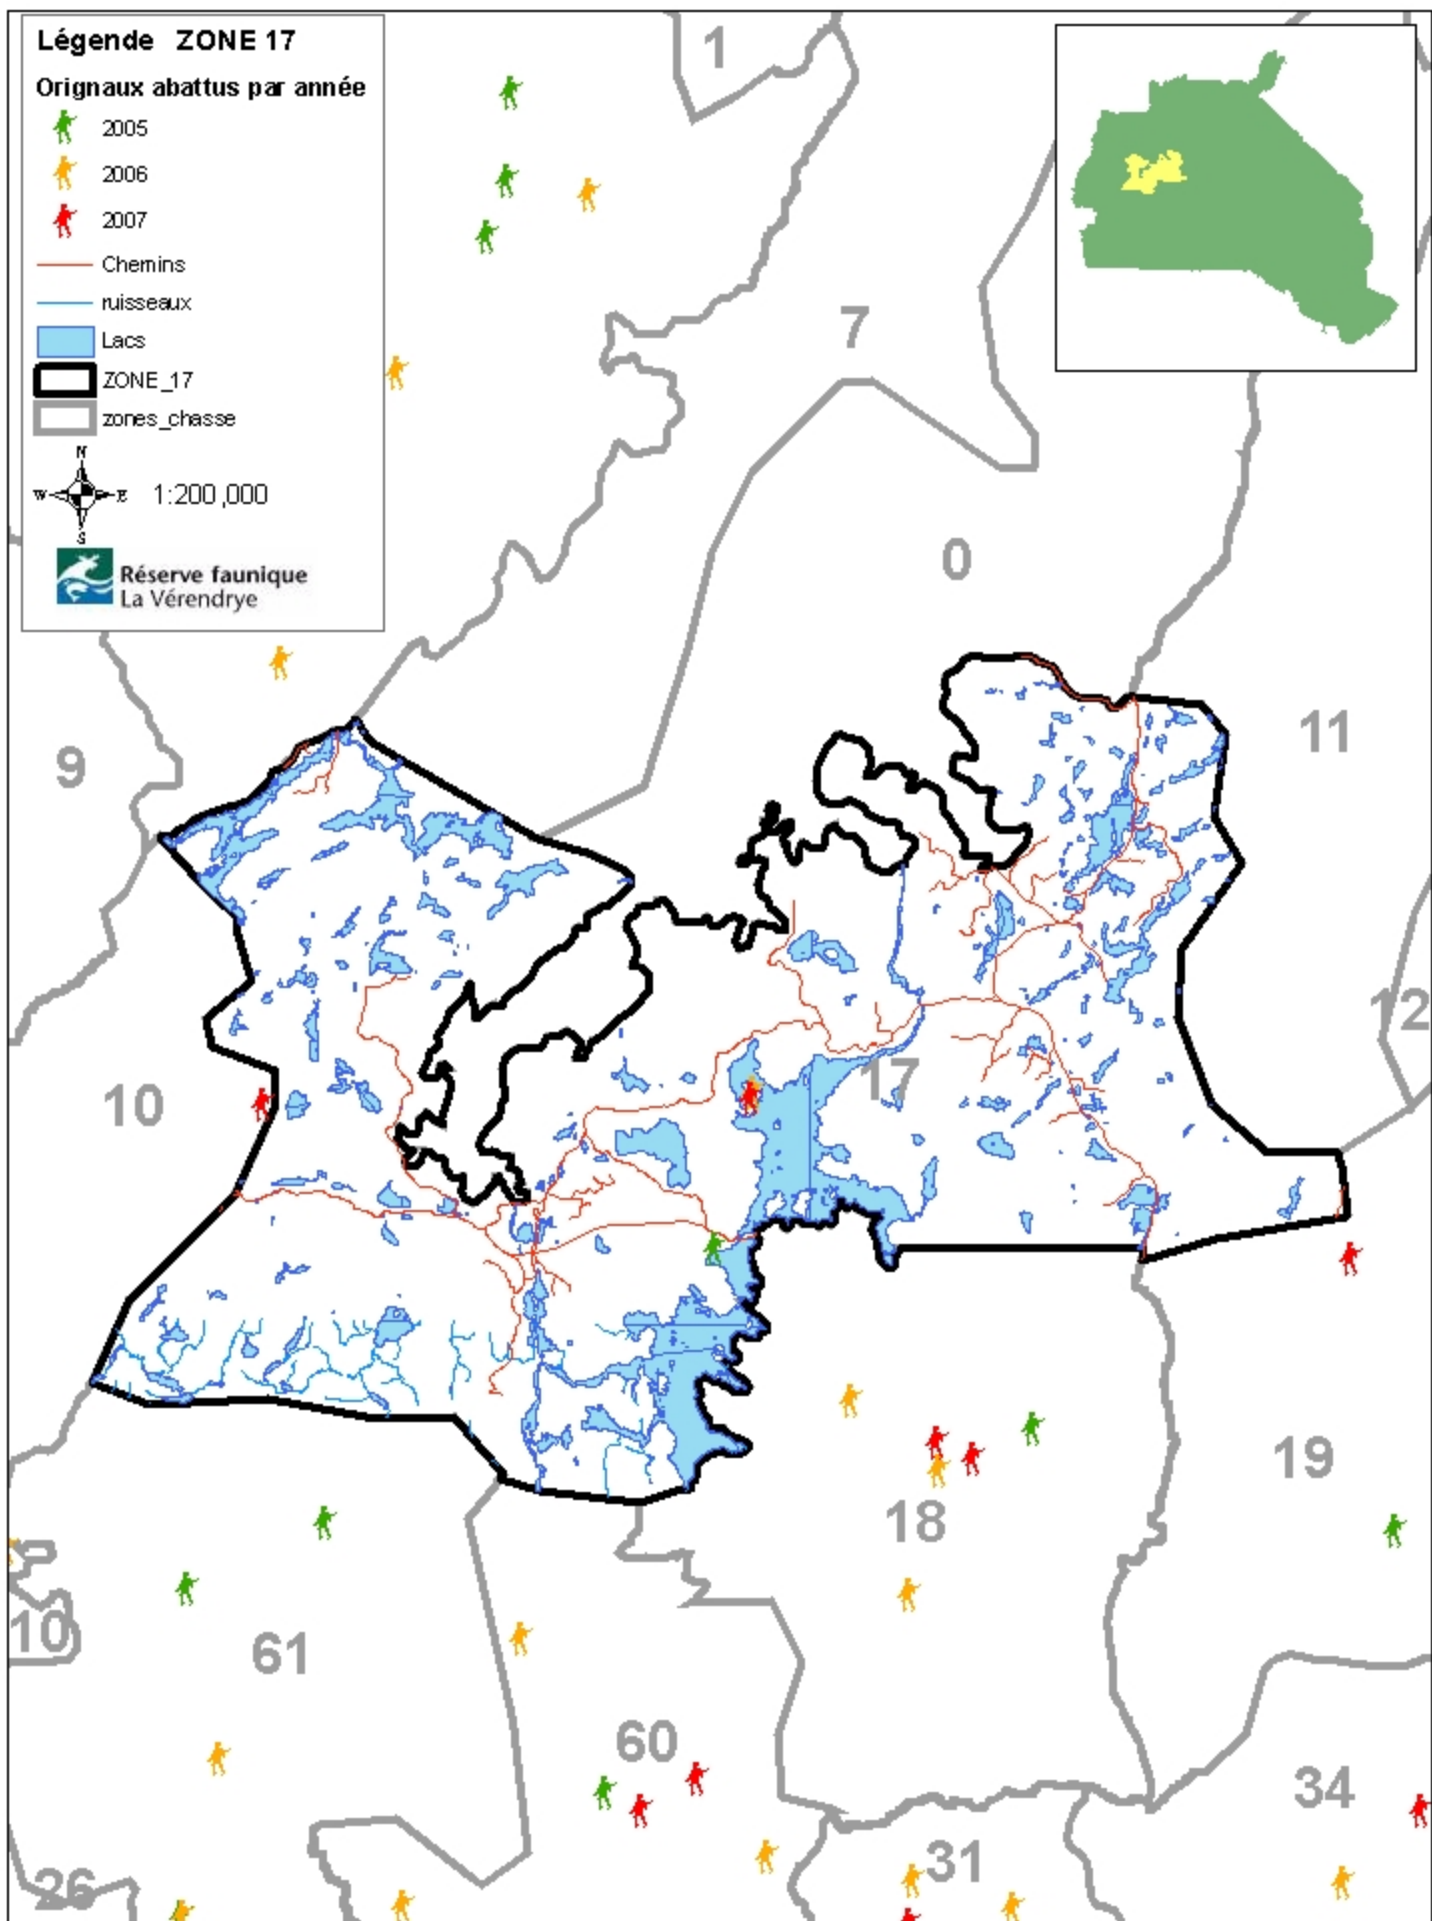 Légende ZONE 17
Orignaux abattus par année
2005
2006
2007
Chemins
ruisseaux
Lacs
ZONE_17
zones_chasse
N
W E 1:200,000
S
Réserve faunique
La Vérendrye
1
7
0
9
11
12
17
10
19
18
10
61
60
34
31
26